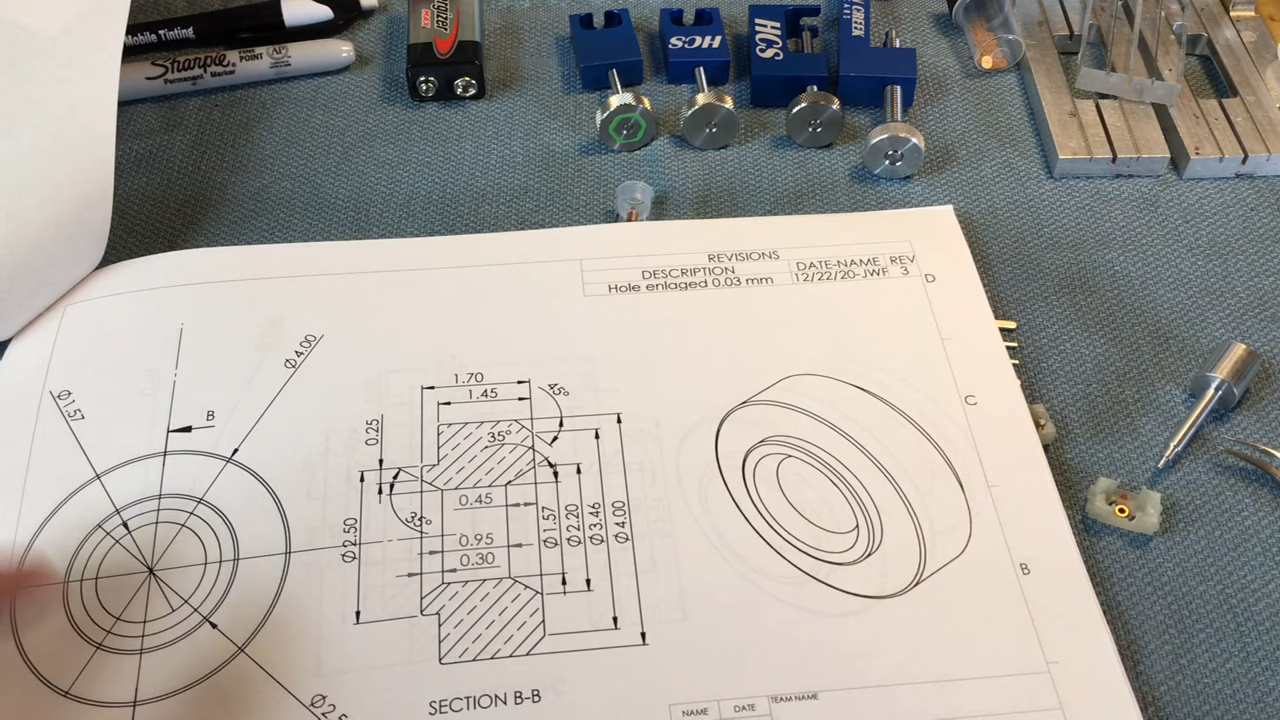 Mobile Tinting
Sharpie
FINE
POINT
AP
Permanent Marker
MAX
HCS
HCS
REVISIONS
DESCRIPTION
DATE-NAME
REV
Hole enlaged 0.03 mm
12/22/20-JWF
3
D
Ø4.00
Ø1.57
B
1.70
1.45
45°
0.25
35°
C
0.45
35°
Ø2.50
0.95
0.30
Ø1.57
Ø2.20
Ø3.46
Ø4.00
B
SECTION B-B
NAME
DATE
TEAM NAME